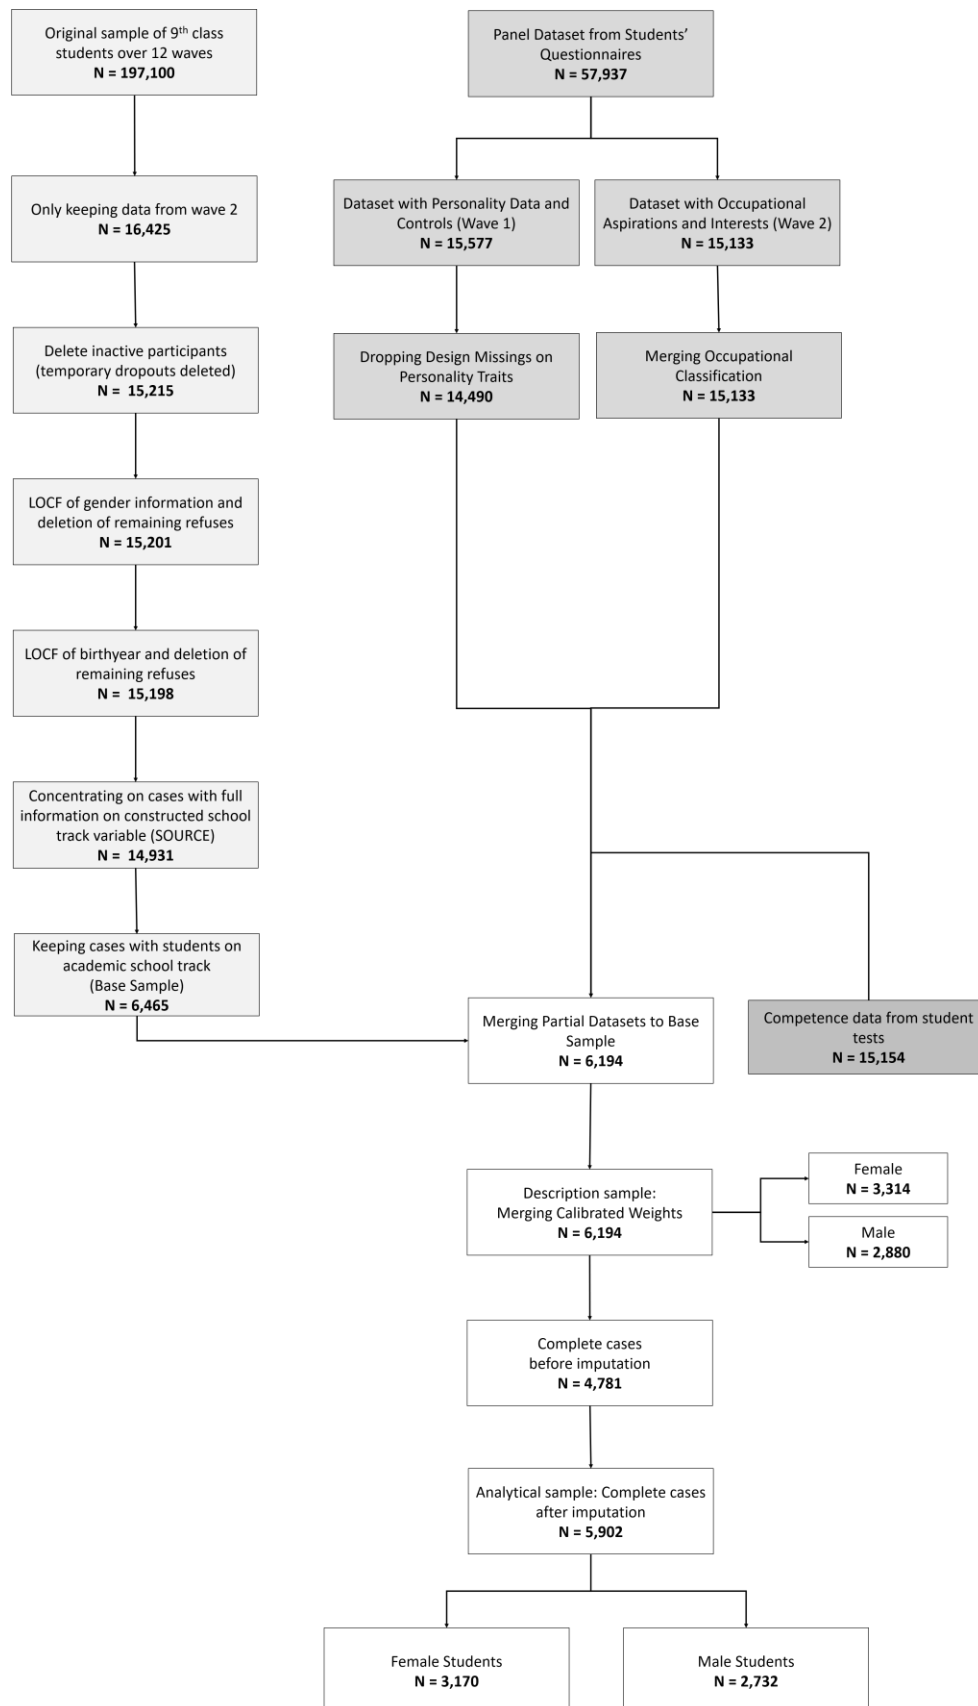 Original sample of 9th class
students over 12 waves
N = 197,100
Only keeping data from wave 2
N = 16,425
Delete inactive participants
(temporary dropouts deleted)
N = 15,215
LOCF of gender information and
deletion of remaining refuses
N = 15,201
LOCF of birthyear and deletion of
remaining refuses
N = 15,198
Concentrating on cases with full
information on constructed school
track variable (SOURCE)
N = 14,931
Keeping cases with students on
academic school track
(Base Sample)
N = 6,465
Panel Dataset from Students'
Questionnaires
N = 57,937
Dataset with Personality Data and
Controls (Wave 1)
N = 15,577
Dataset with Occupational
Aspirations and Interests (Wave 2)
N = 15,133
Dropping Design Missings on
Personality Traits
N = 14,490
Merging Occupational
Classification
N = 15,133
Merging Partial Datasets to Base
Sample
N = 6,194
Competence data from student
tests
N = 15,154
Description sample:
Merging Calibrated Weights
N = 6,194
Female
N = 3,314
Male
N = 2,880
Complete cases
before imputation
N = 4,781
Analytical sample: Complete cases
after imputation
N = 5,902
Female Students
N = 3,170
Male Students
N = 2,732